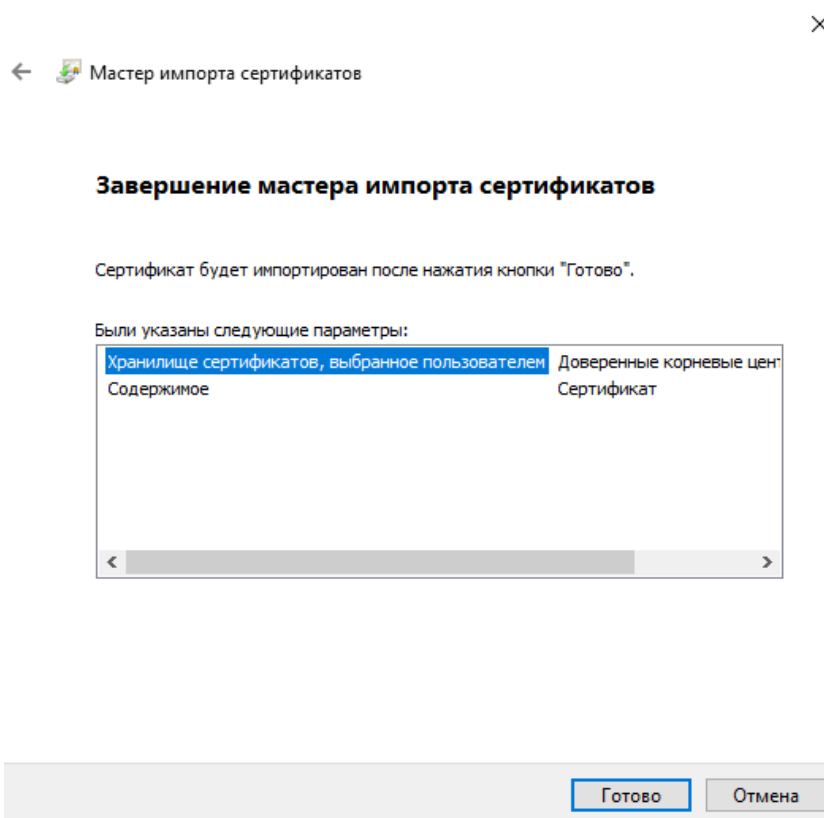 Мастер импорта сертификатов
Завершение мастера импорта сертификатов
Сертификат будет импортирован после нажатия кнопки "Готово".
Были указаны следующие параметры:
Хранилище сертификатов, выбранное пользователем Доверенные корневые
Содержимое Сертификат
Готово Отмена